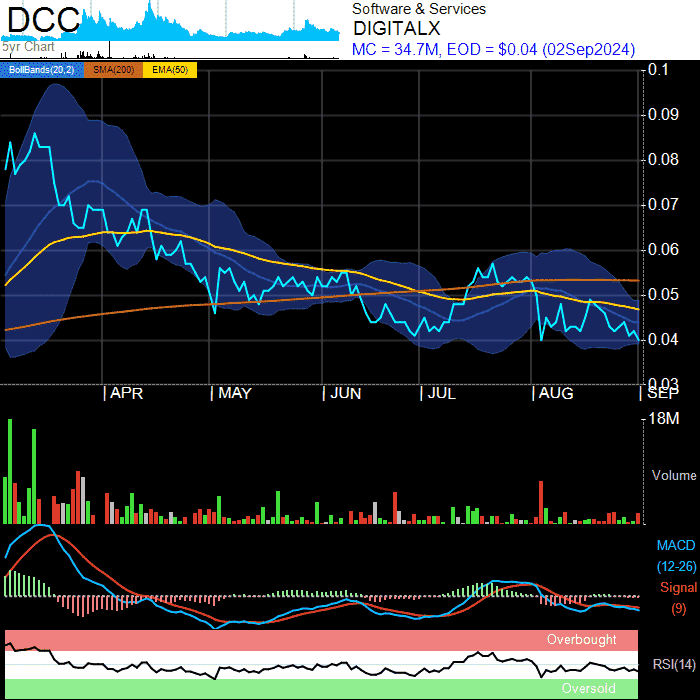 DCC
Software & Services
DIGITALX
5yr Chart
MC = 34.7M, EOD = $0.04 (02Sep2024)
BollBands(20,2) SMA(200) EMA(50)
0.1
0.09
0.08
0.07
0.06
0.05
0.04
0.03
APR MAY JUN JUL AUG SEP
18M
Volume
MACD
(12-26)
Signal
(9)
Overbought
RSI(14)
Oversold